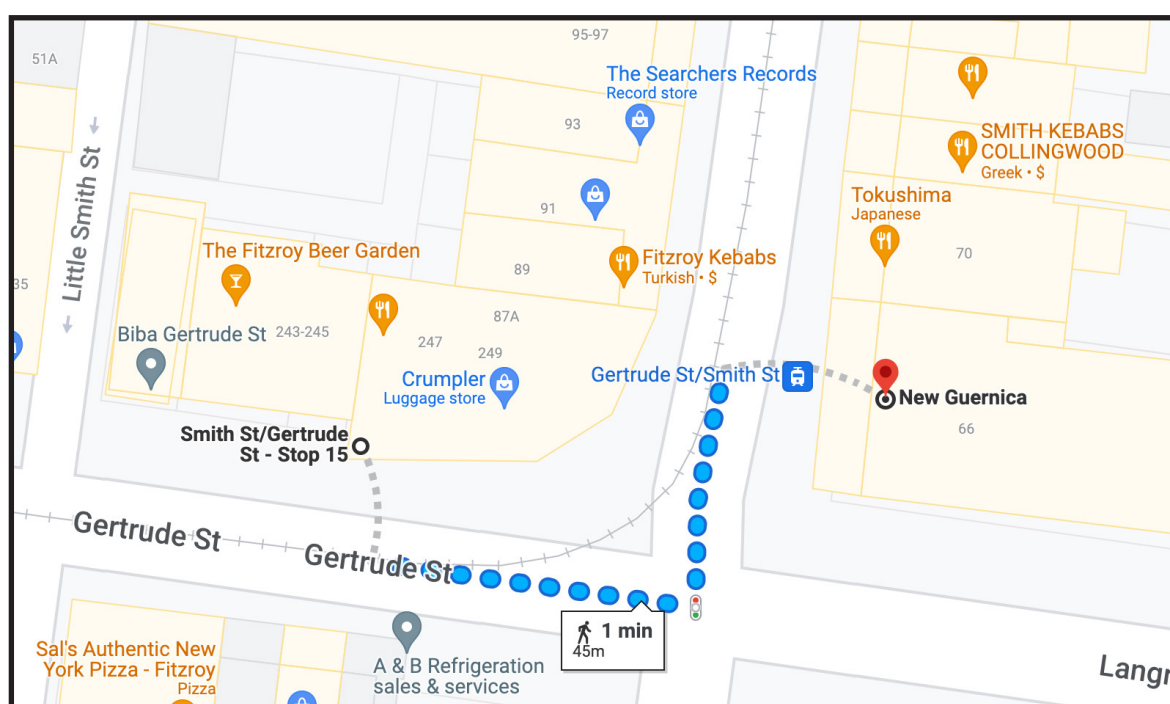 95-97
51A
The Searchers Records
Record store
93
SMITH KEBABS
COLLINGWOOD
Greek • $
Little Smith St
Tokushima
Japanese
91
The Fitzroy Beer Garden
Fitzroy Kebabs
Turkish • $
70
89
35
87A
Biba Gertrude St
243-245
247
249
Crumpler
Luggage store
Gertrude St/Smith St
New Guernica
66
Smith St/Gertrude
St - Stop 15
Gertrude St
Gertrude St
1 min
45m
Sal's Authentic New
York Pizza - Fitzroy
Pizza
A & B Refrigeration
sales & services